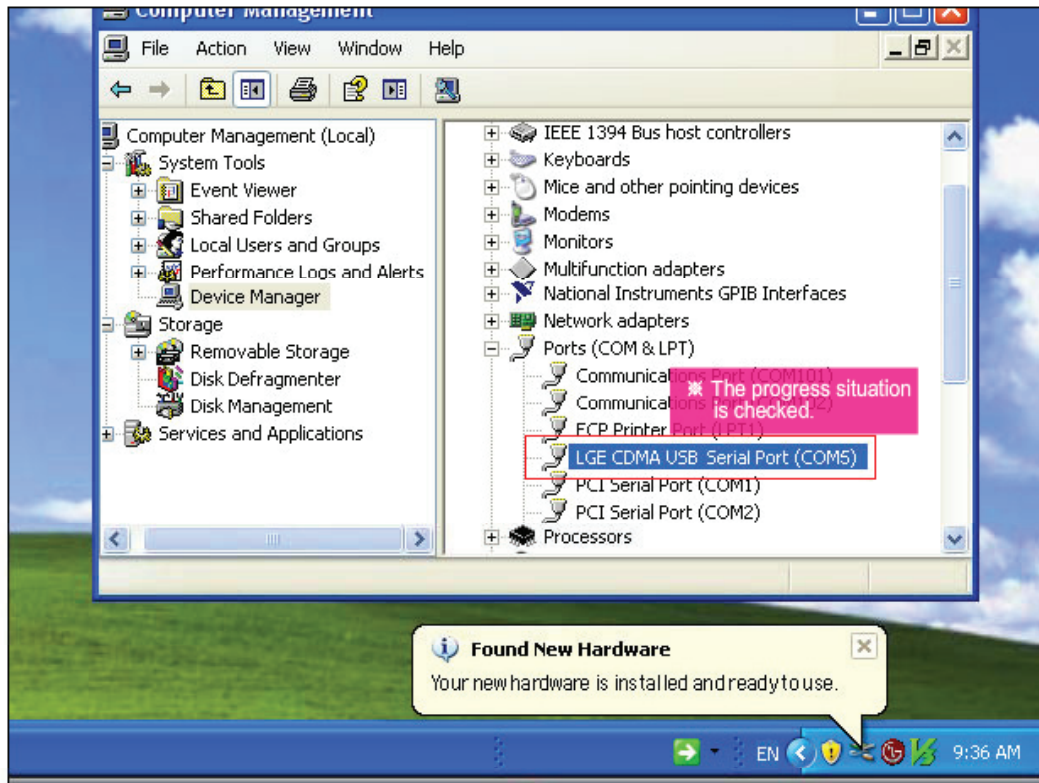 Computer Management
File Action View Window Help
Computer Management (Local)
System Tools
Event Viewer
Shared Folders
Local Users and Groups
Performance Logs and Alerts
Device Manager
Storage
Removable Storage
Disk Defragmenter
Disk Management
Services and Applications
IEEE 1394 Bus host controllers
Keyboards
Mice and other pointing devices
Modems
Monitors
Multifunction adapters
National Instruments GPIB Interfaces
Network adapters
Ports (COM & LPT)
Communications Port (COM101)
Communications Port (COM102)
※ The progress situation
is checked.
ECP Printer Port (LPT1)
LGE CDMA USB Serial Port (COM5)
PCI Serial Port (COM1)
PCI Serial Port (COM2)
Processors
Found New Hardware
Your new hardware is installed and ready to use.
EN 9:36 AM